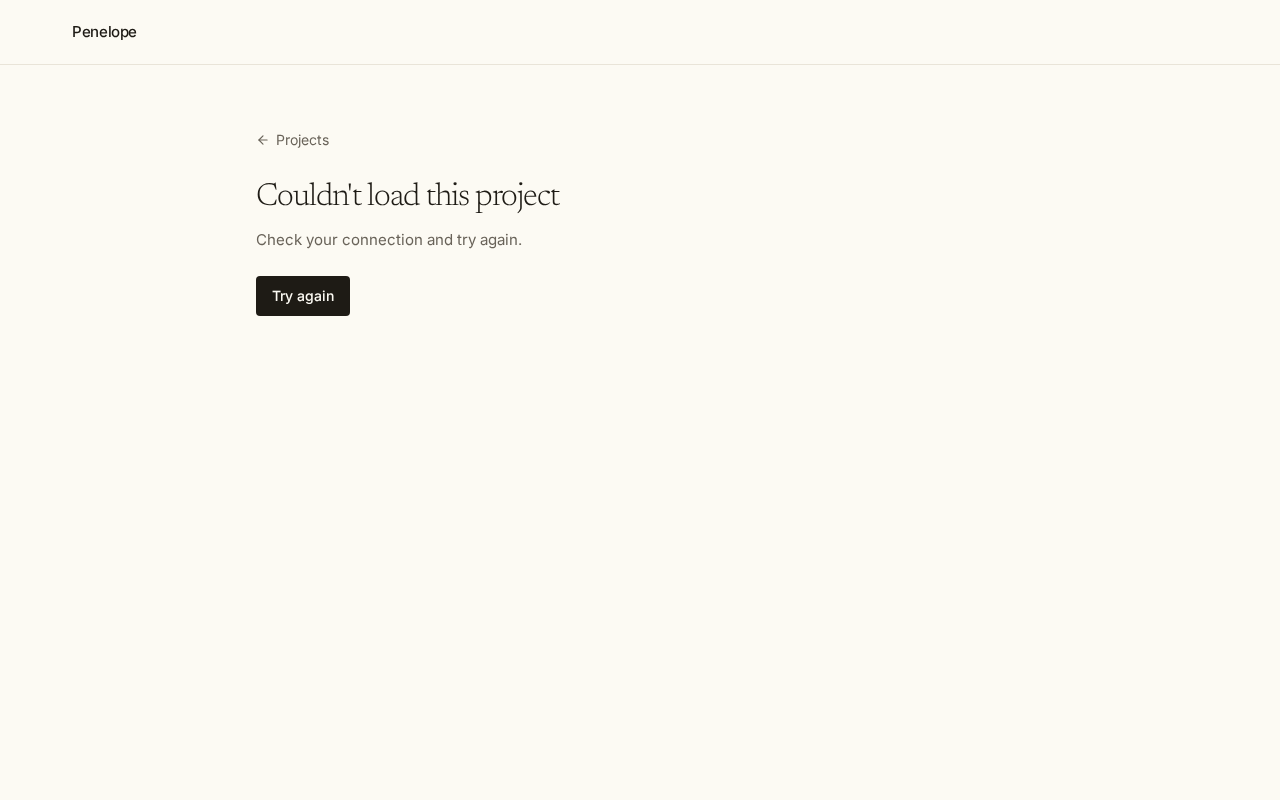 Penelope
Projects
Couldn't load this project
Check your connection and try again.
Try again